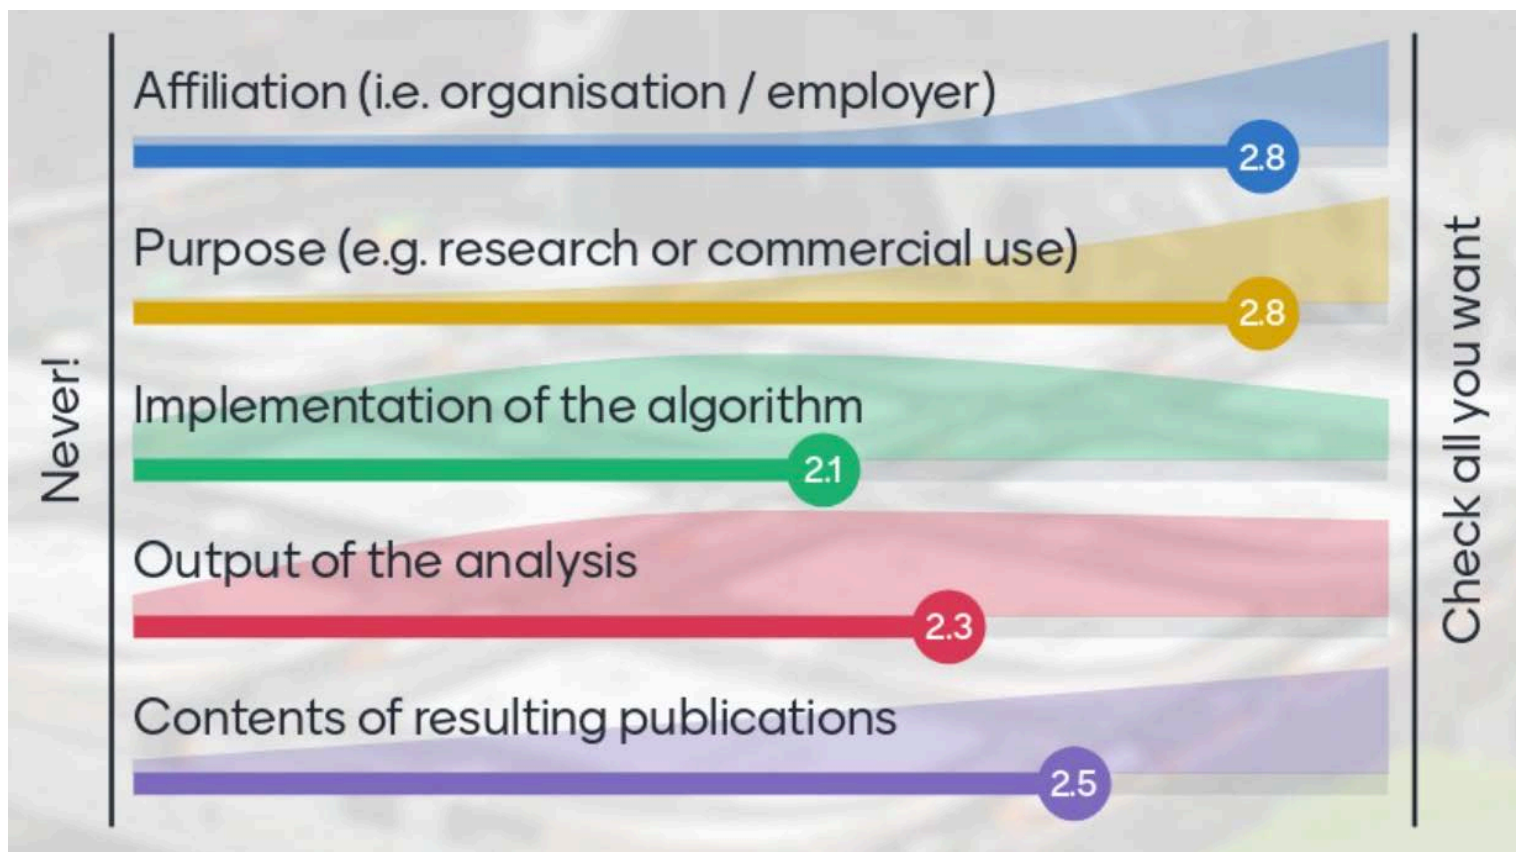 Affiliation (i.e. organisation / employer)
2.8
Purpose (e.g. research or commercial use)
2.8
Never!
Implementation of the algorithm
2.1
Output of the analysis
2.3
Contents of resulting publications
2.5
Check all you want